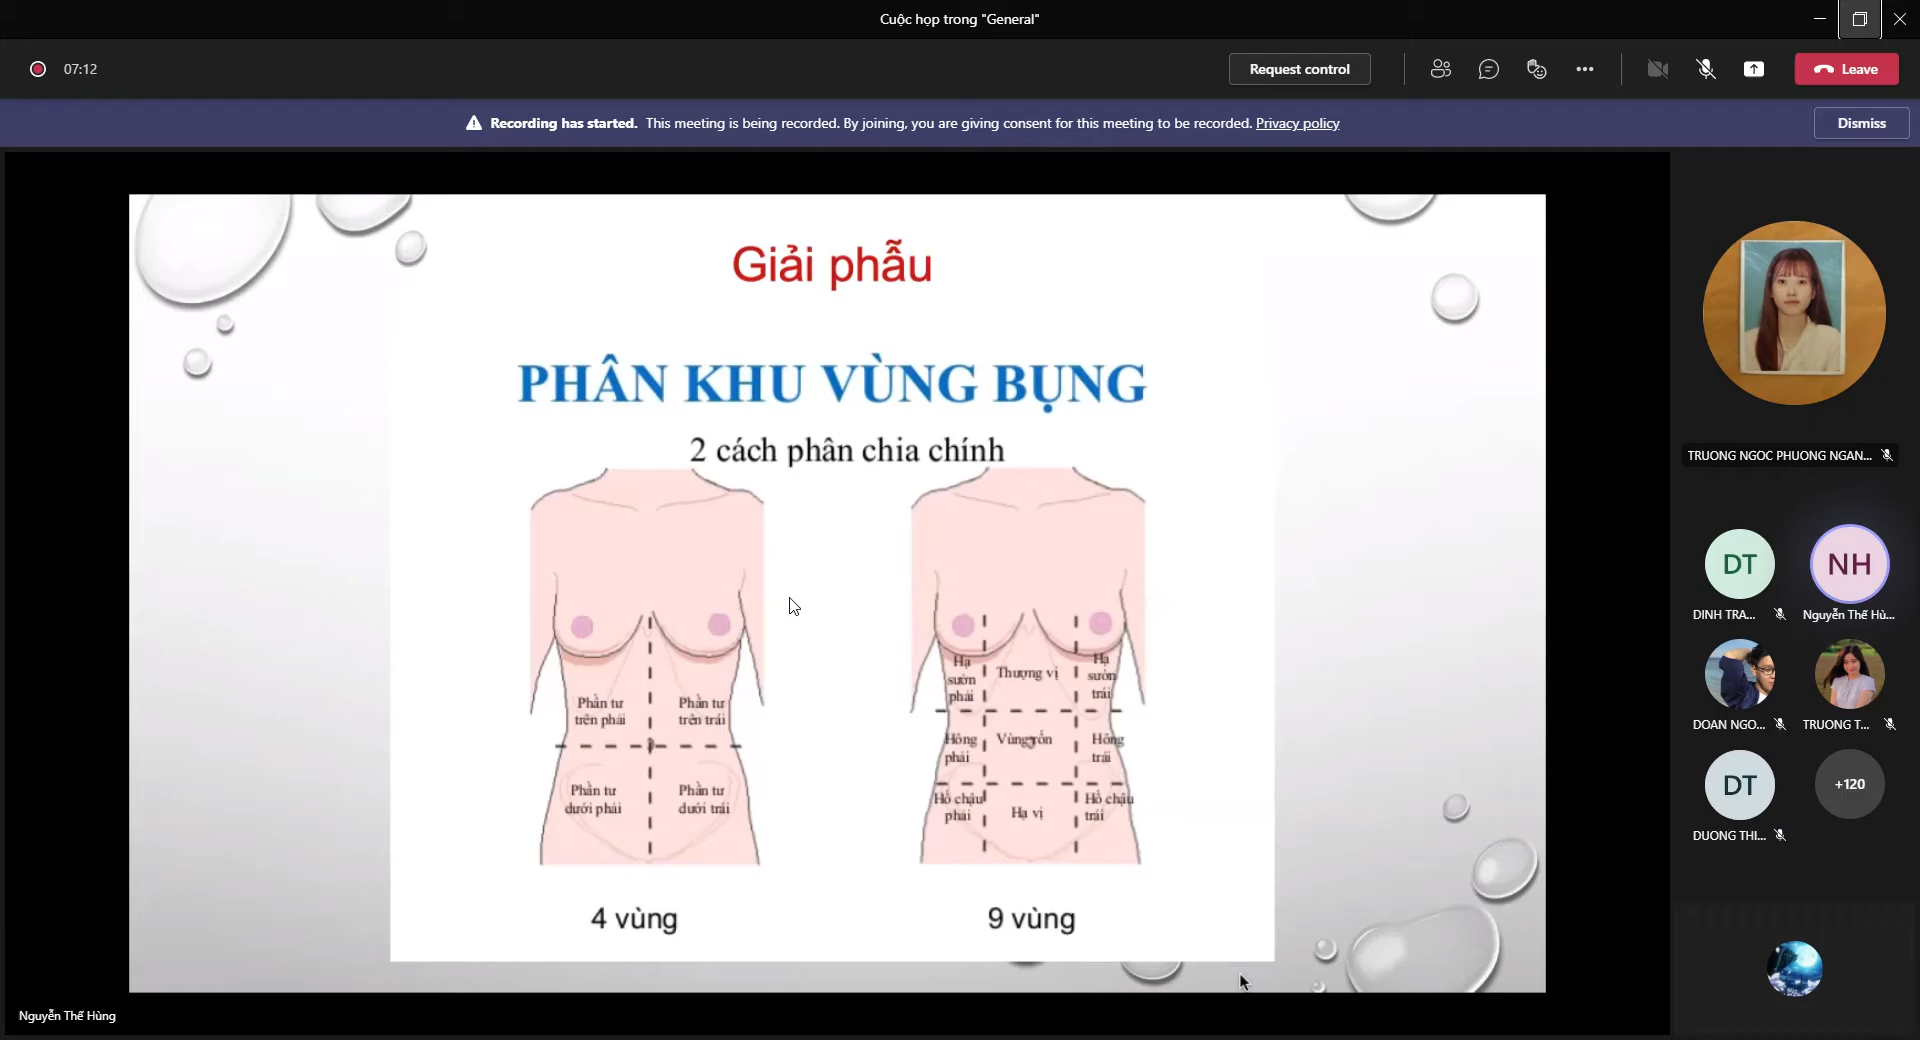 Cuộc họp trong "General"
07:12
Request control
Leave
Recording has started. This meeting is being recorded. By joining, you are giving consent for this meeting to be recorded. Privacy policy
Dismiss
Giải phẫu
PHÂN KHU VÙNG BỤNG
2 cách phân chia chính
Phần tư
trên phải
Phần tư
trên trái
Phần tư
dưới phải
Phần tư
dưới trái
4 vùng
Hạ
sườn
phải
Thượng vị
Hạ
sườn
trái
Hông
phải
Vùng rốn
Hông
trái
Hố chậu
phải
Hạ vị
Hố chậu
trái
9 vùng
TRUONG NGOC PHUONG NGAN...
DT
DINH TRA...
NH
Nguyễn Thế Hù...
DOAN NGO...
TRUONG T...
DT
DUONG THI...
+120
Nguyễn Thế Hùng